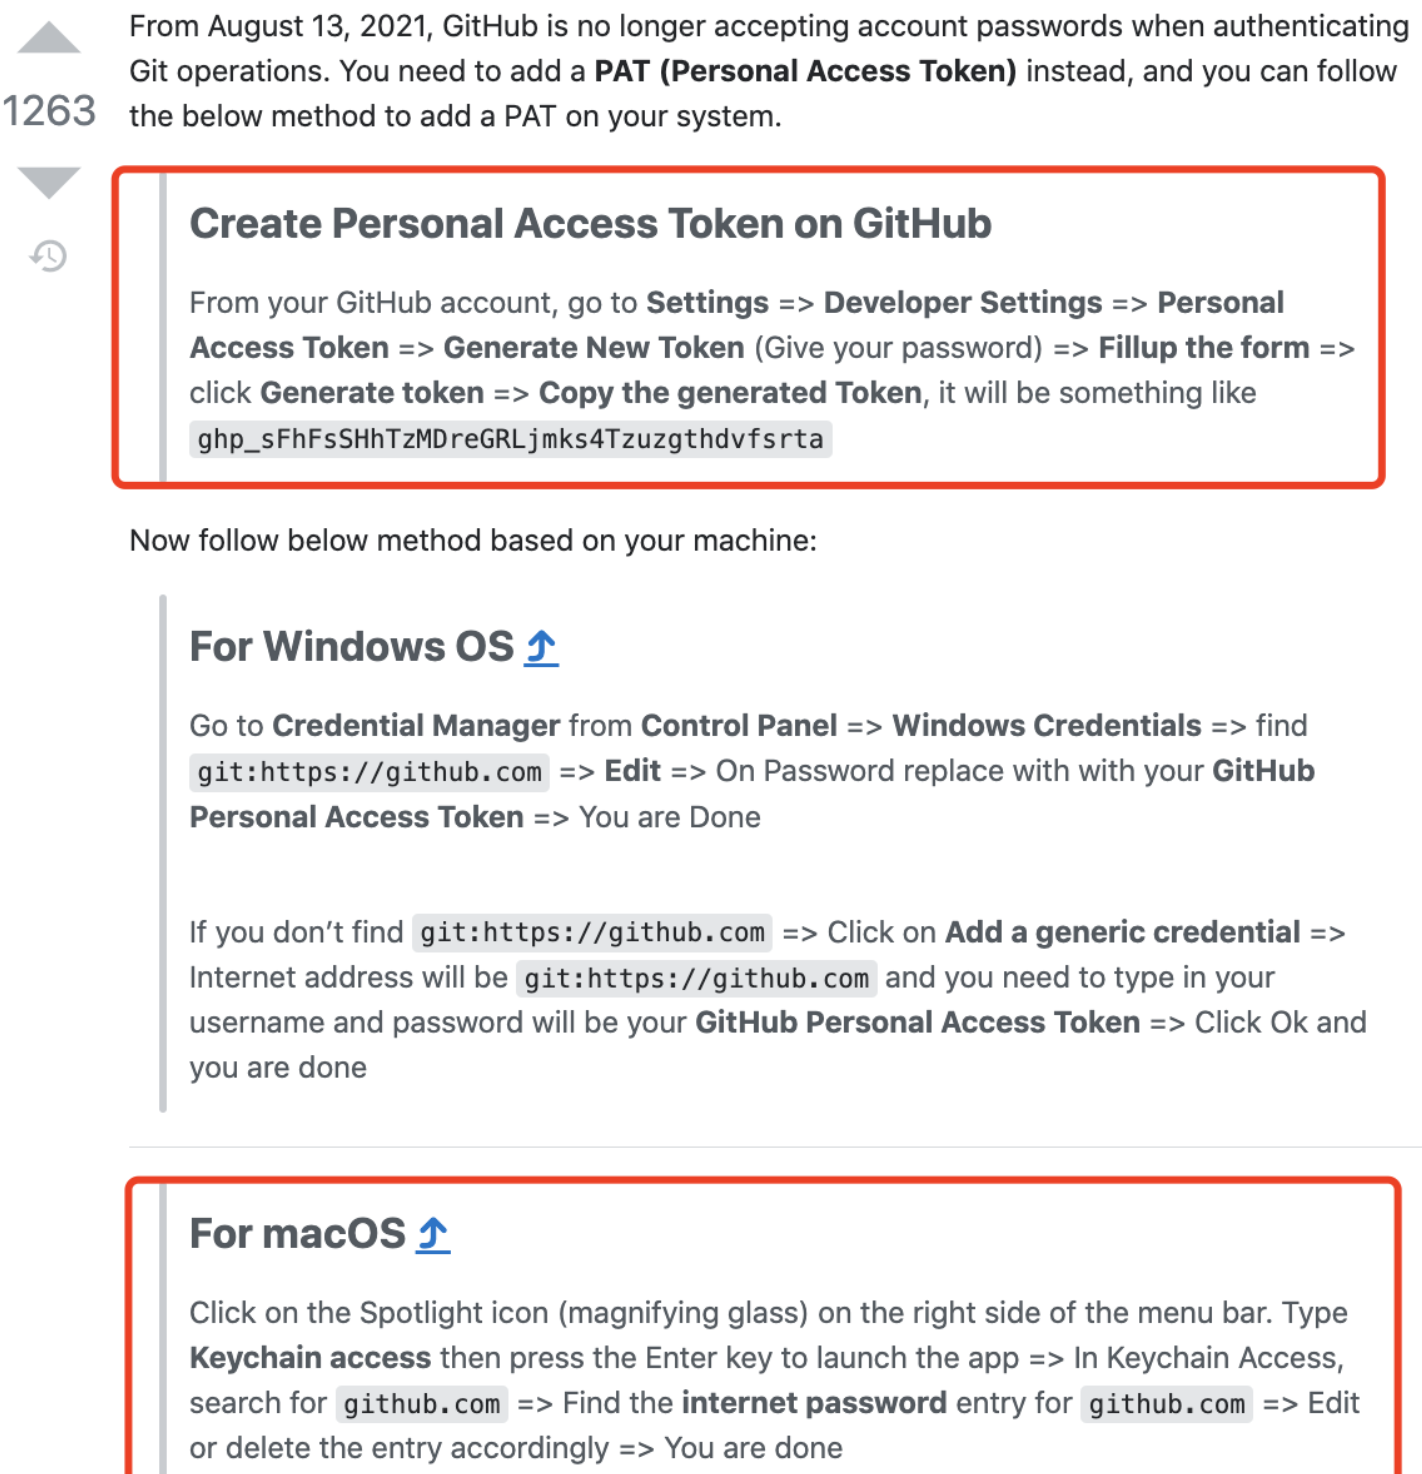 From August 13, 2021, GitHub is no longer accepting account passwords when authenticating
Git operations. You need to add a PAT (Personal Access Token) instead, and you can follow
1263
the below method to add a PAT on your system.
Create Personal Access Token on GitHub
From your GitHub account, go to Settings => Developer Settings => Personal
Access Token => Generate New Token (Give your password) => Fillup the form =>
click Generate token => Copy the generated Token, it will be something like
ghp_sFhFsSHhTzMDreGRLjmks4Tzuzgthdvfsrta
Now follow below method based on your machine:
For Windows OS
Go to Credential Manager from Control Panel => Windows Credentials => find
git:https://github.com => Edit => On Password replace with with your GitHub
Personal Access Token => You are Done
If you don’t find git:https://github.com => Click on Add a generic credential =>
Internet address will be git:https://github.com and you need to type in your
username and password will be your GitHub Personal Access Token => Click Ok and
you are done
For macOS
Click on the Spotlight icon (magnifying glass) on the right side of the menu bar. Type
Keychain access then press the Enter key to launch the app => In Keychain Access,
search for github.com => Find the internet password entry for github.com => Edit
or delete the entry accordingly => You are done